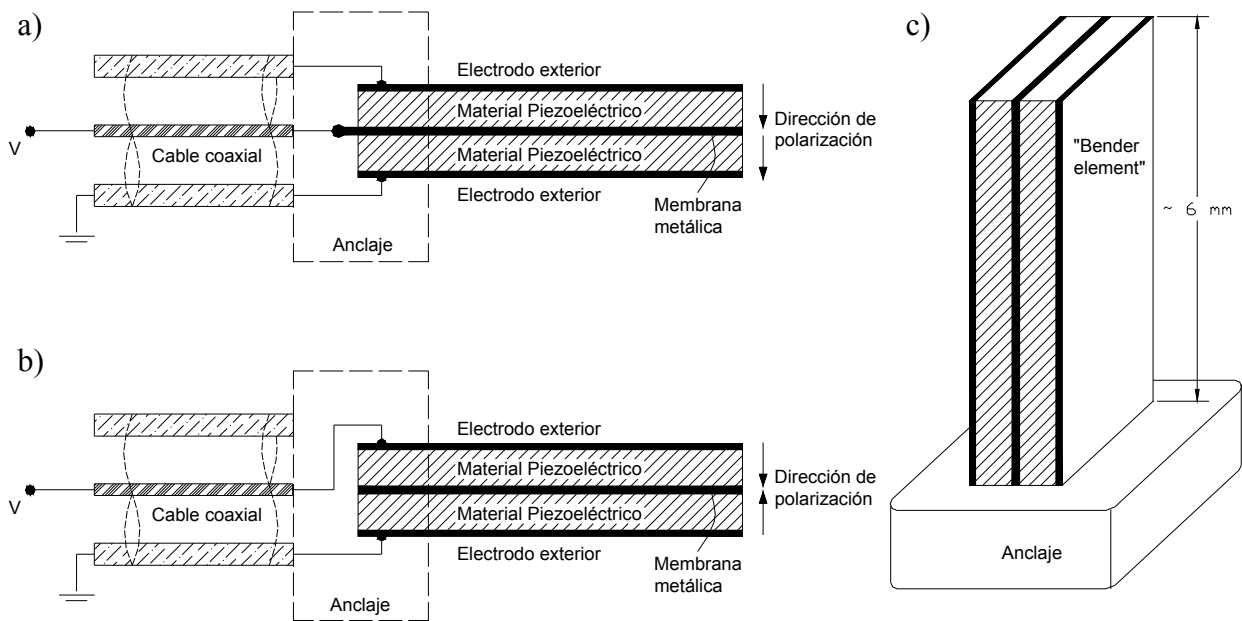 a)
Electrodo exterior
Material Piezoeléctrico
Dirección de
polarización
V
Cable coaxial
Material Piezoeléctrico
Electrodo exterior
Membrana
metálica
Anclaje
b)
Electrodo exterior
Material Piezoeléctrico
Dirección de
polarización
V
Cable coaxial
Material Piezoeléctrico
Electrodo exterior
Membrana
metálica
Anclaje
c)
"Bender
element"
~ 6 mm
Anclaje